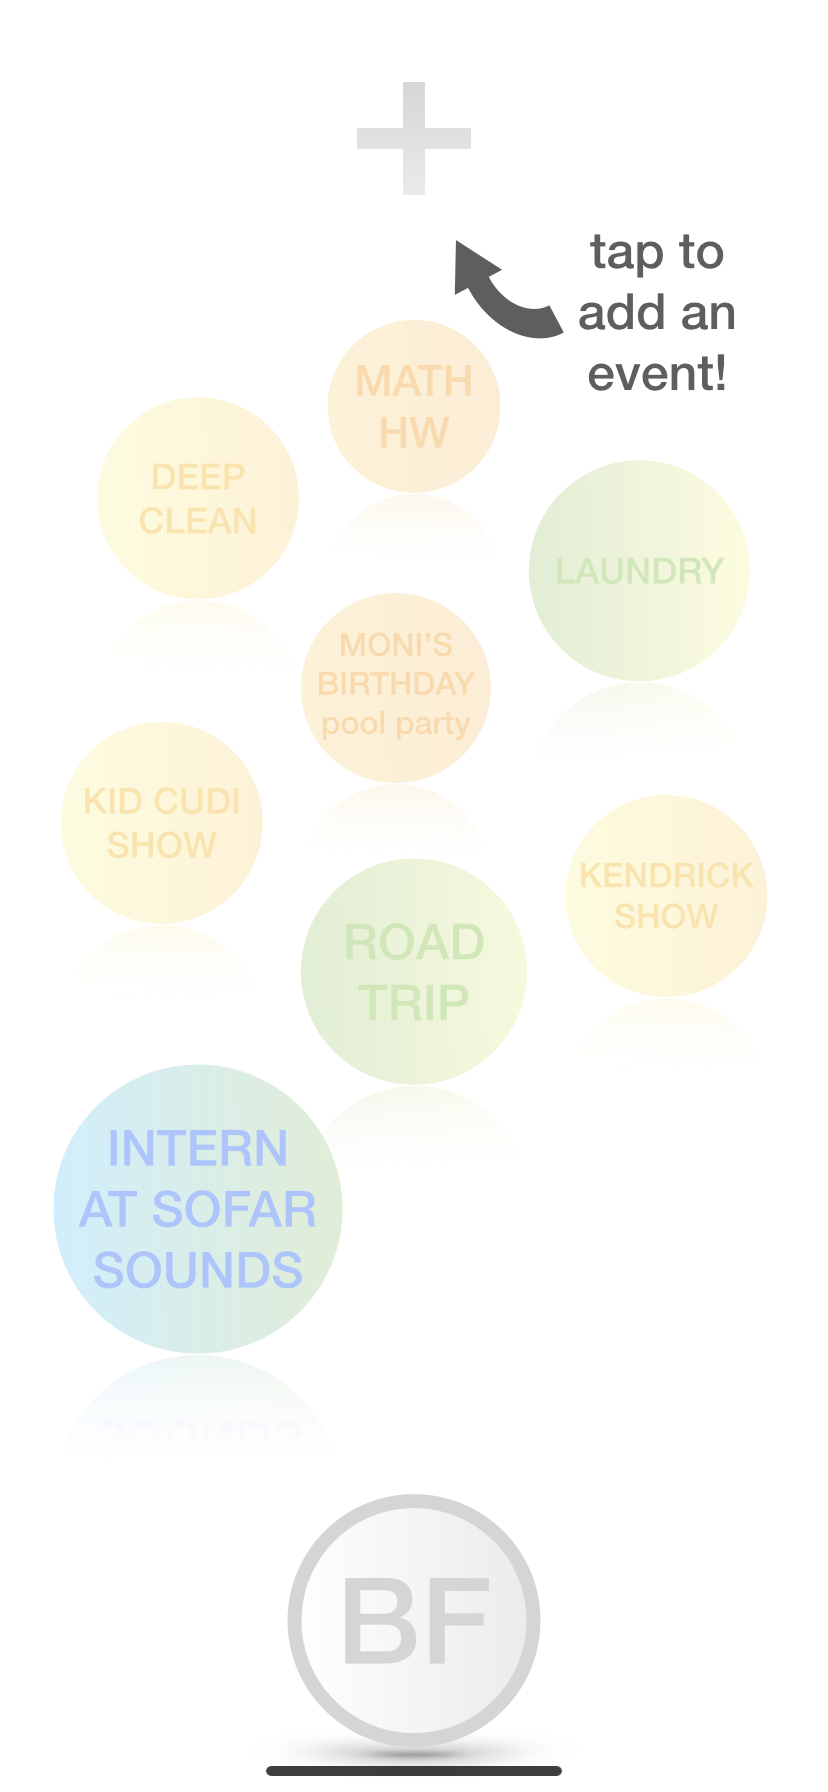 tap to
add an
event!
MATH
HW
DEEP
CLEAN
LAUNDRY
MONI’S
BIRTHDAY
pool party
KID CUDI
SHOW
KENDRICK
SHOW
ROAD
TRIP
INTERN
AT SOFAR
SOUNDS
BF